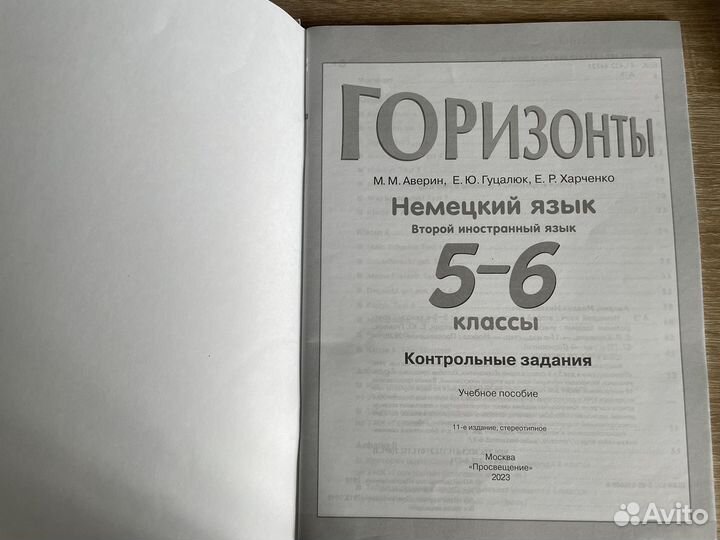 ГОРИЗОНТЫ
М. М. Аверин, Е. Ю. Гуцалюк, Е. Р. Харченко
Немецкий язык
Второй иностранный язык
5–6
классы
Контрольные задания
Учебное пособие
11-е издание, стереотипное
Москва
«Просвещение»
2023
Avito